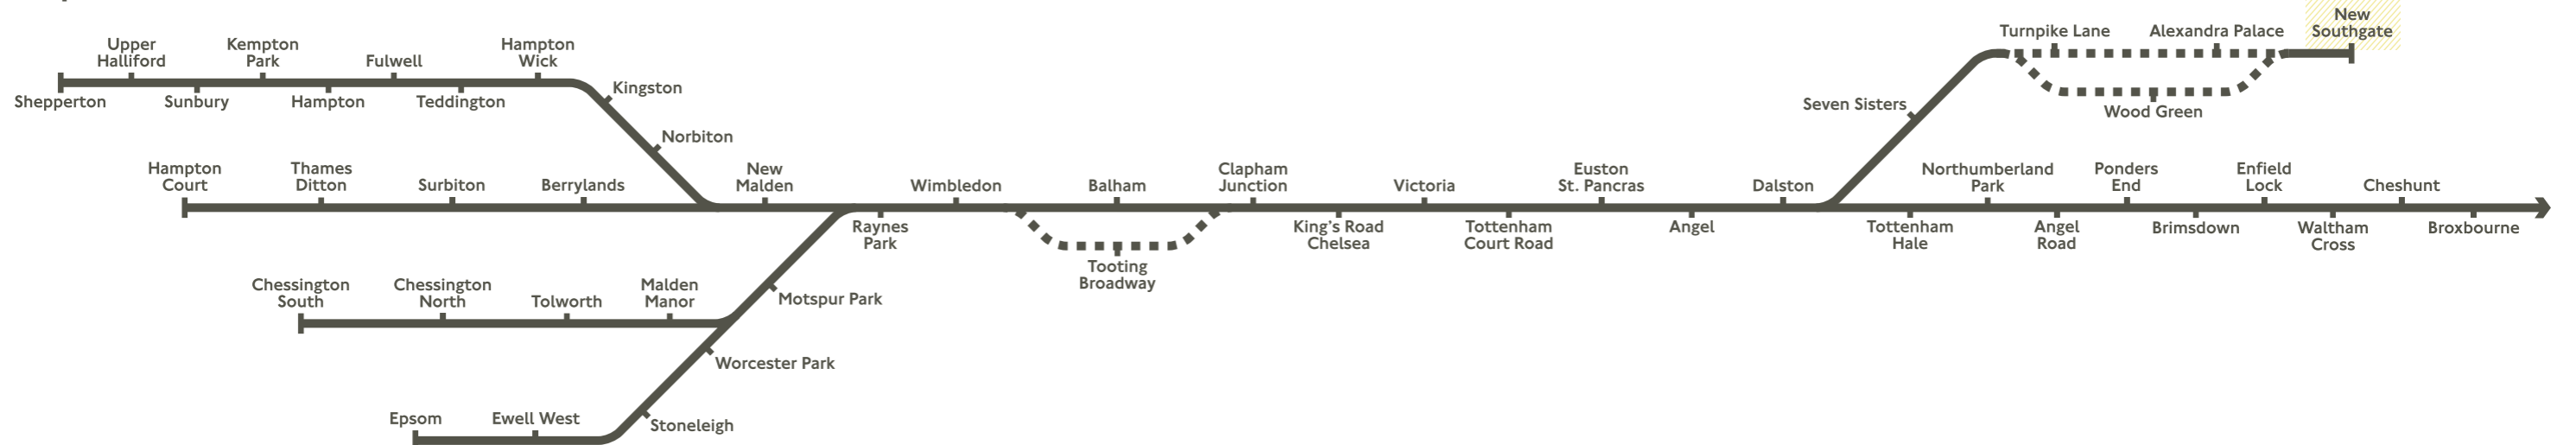 New
Southgate
Turnpike Lane
Alexandra Palace
Upper
Halliford
Kempton
Park
Fulwell
Hampton
Wick
Kingston
Shepperton
Sunbury
Hampton
Teddington
Seven Sisters
Wood Green
Norbiton
Hampton
Court
Thames
Ditton
Surbiton
Berrylands
New
Malden
Wimbledon
Balham
Clapham
Junction
Victoria
Euston
St. Pancras
Dalston
Northumberland
Park
Ponders
End
Enfield
Lock
Cheshunt
Raynes
Park
King's Road
Chelsea
Tottenham
Court Road
Angel
Tottenham
Hale
Angel
Road
Brimsdown
Waltham
Cross
Broxbourne
Tooting
Broadway
Chessington
South
Chessington
North
Tolworth
Malden
Manor
Motspur Park
Worcester Park
Epsom
Ewell West
Stoneleigh